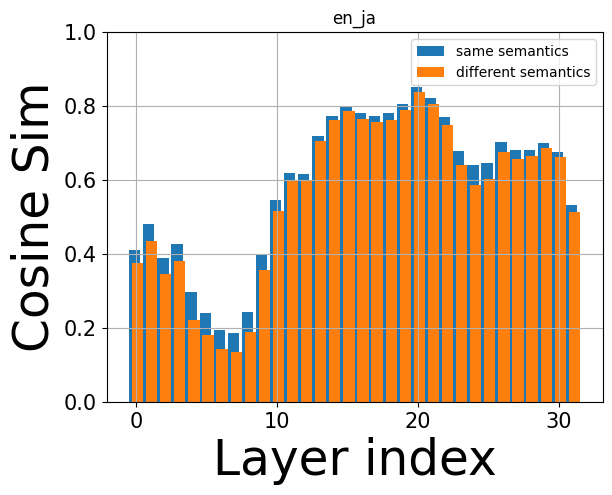 en_ja
same semantics
different semantics
Cosine Sim
1.0
0.8
0.6
0.4
0.2
0.0
0 10 20 30
Layer index